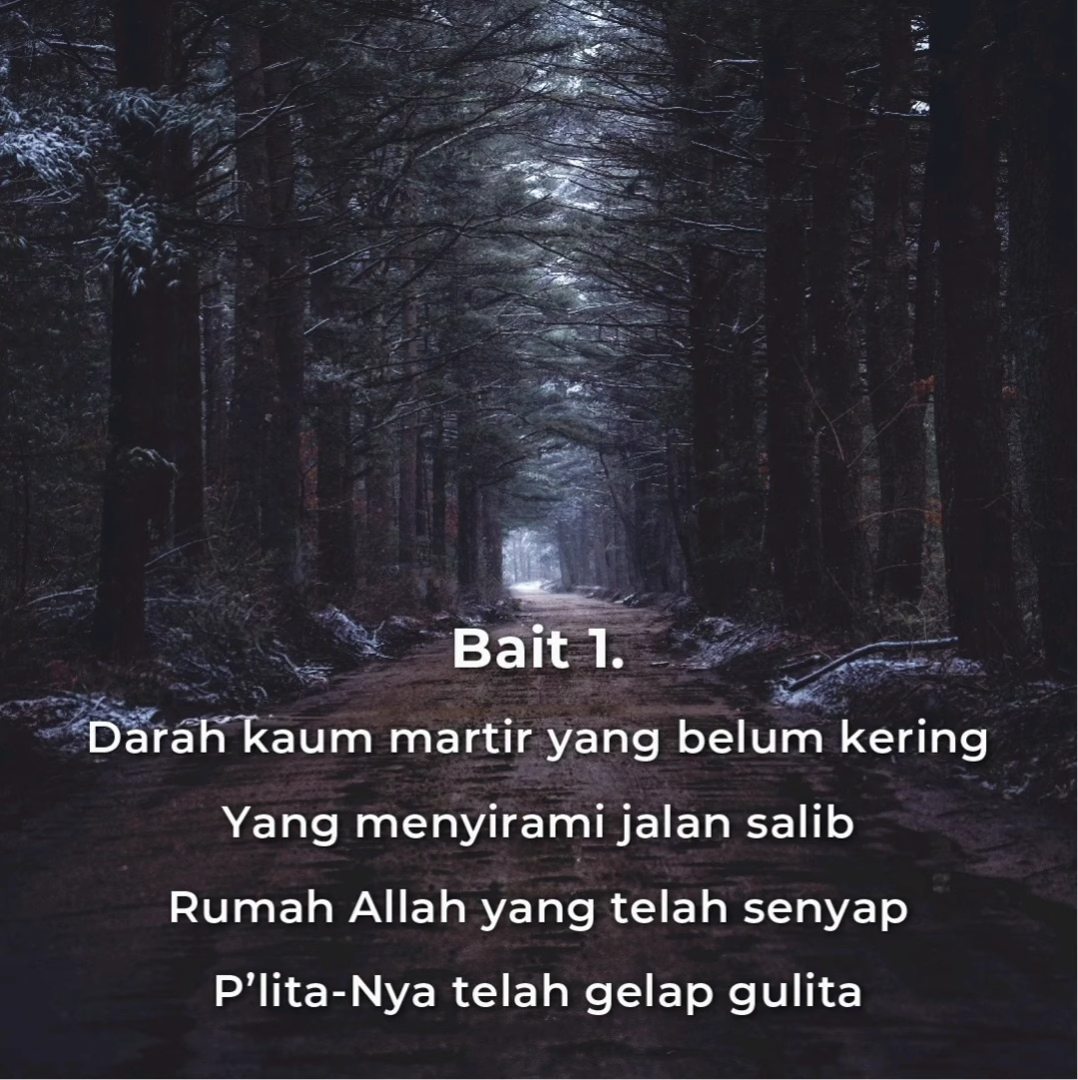 Bait 1.
Darah kaum martir yang belum kering
Yang menyirami jalan salib
Rumah Allah yang telah senyap
P’lita-Nya telah gelap gulita